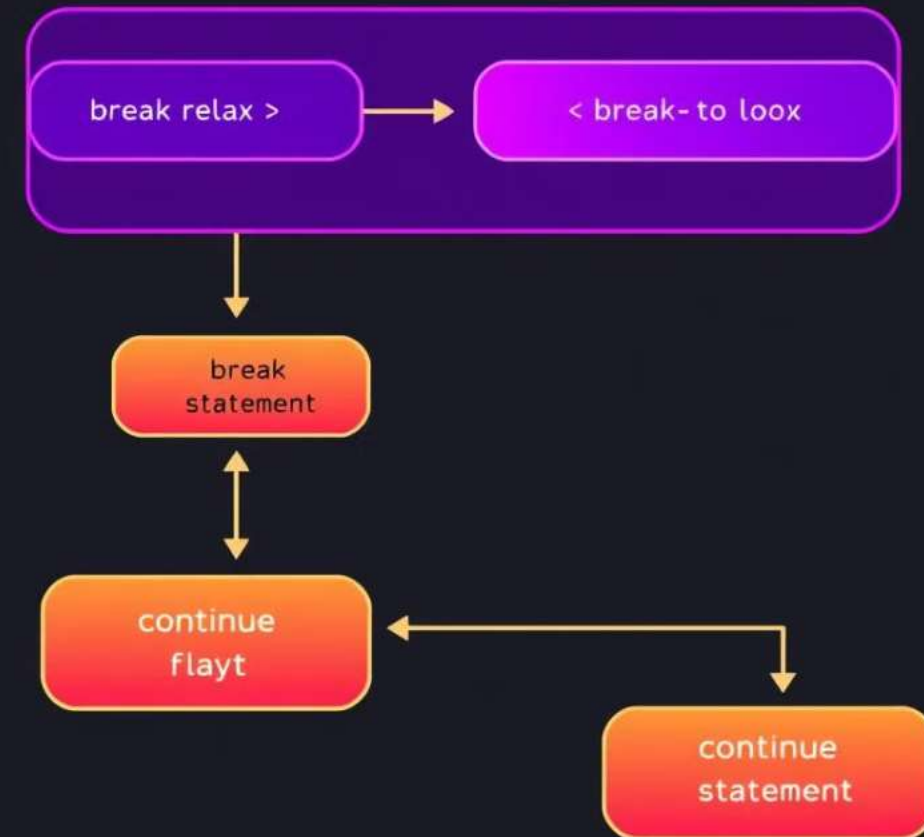 break relax >
< break-to loox
break
statement
continue
flayt
continue
statement